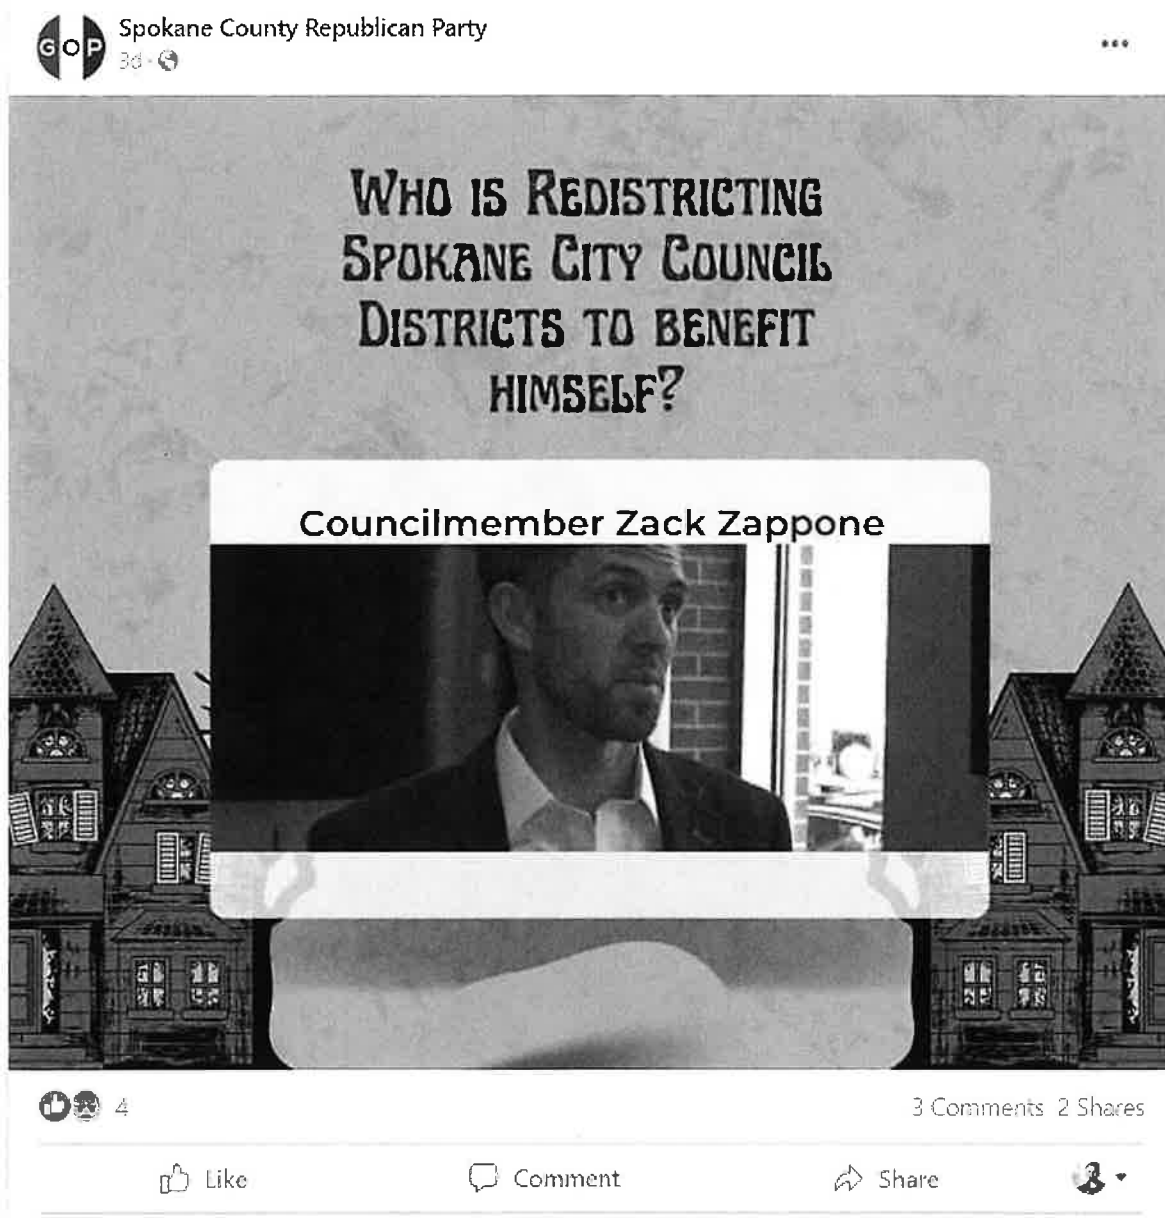 GOP
Spokane County Republican Party
3d
WHO IS REDISTRICTING
SPOKANE CITY COUNCIL
DISTRICTS TO BENEFIT
HIMSELF?
Councilmember Zack Zappone
4
3 Comments 2 Shares
Like
Comment
Share